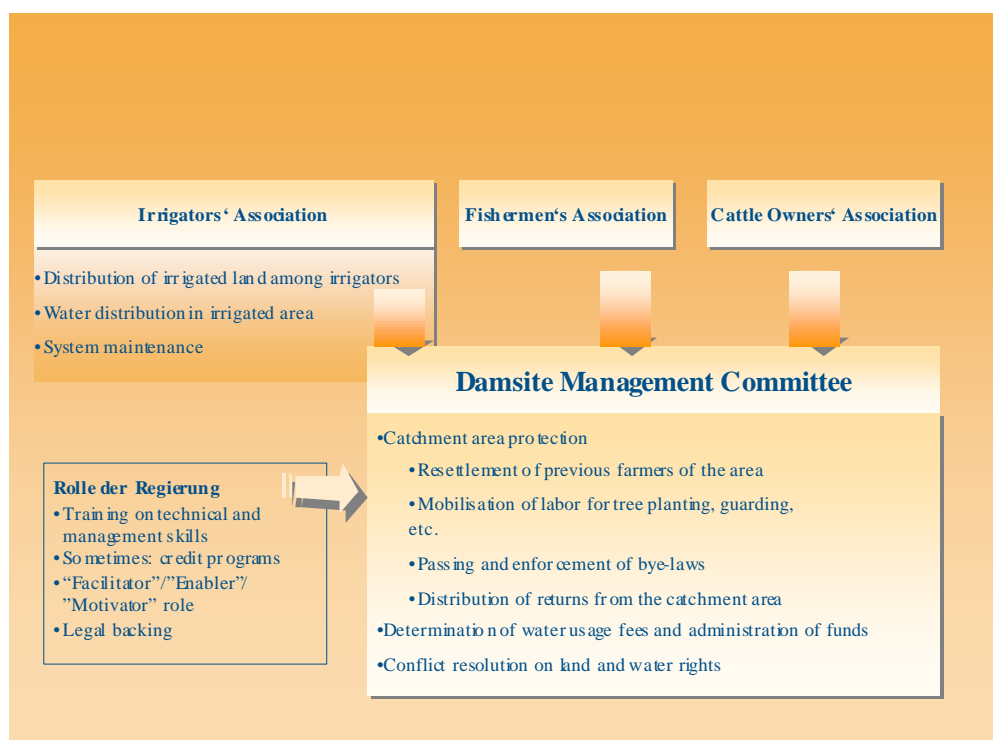 Irrigators‘ Association
Fishermen‘s Association
Cattle Owners‘ Association
•Distribution of irrigated land among irrigators
•Water distribution in irrigated area
•System maintenance
Damsite Management Committee
•Catchment area protection
•Resettlement of previous farmers of the area
•Mobilisation of labor for tree planting, guarding,
etc.
•Passing and enforcement of bye-laws
•Distribution of returns from the catchment area
•Determination of water usage fees and administration of funds
•Conflict resolution on land and water rights
Rolle der Regierung
•Training on technical and
management skills
•Sometimes: credit programs
•“Facilitator”/”Enabler”/
”Motivator” role
•Legal backing